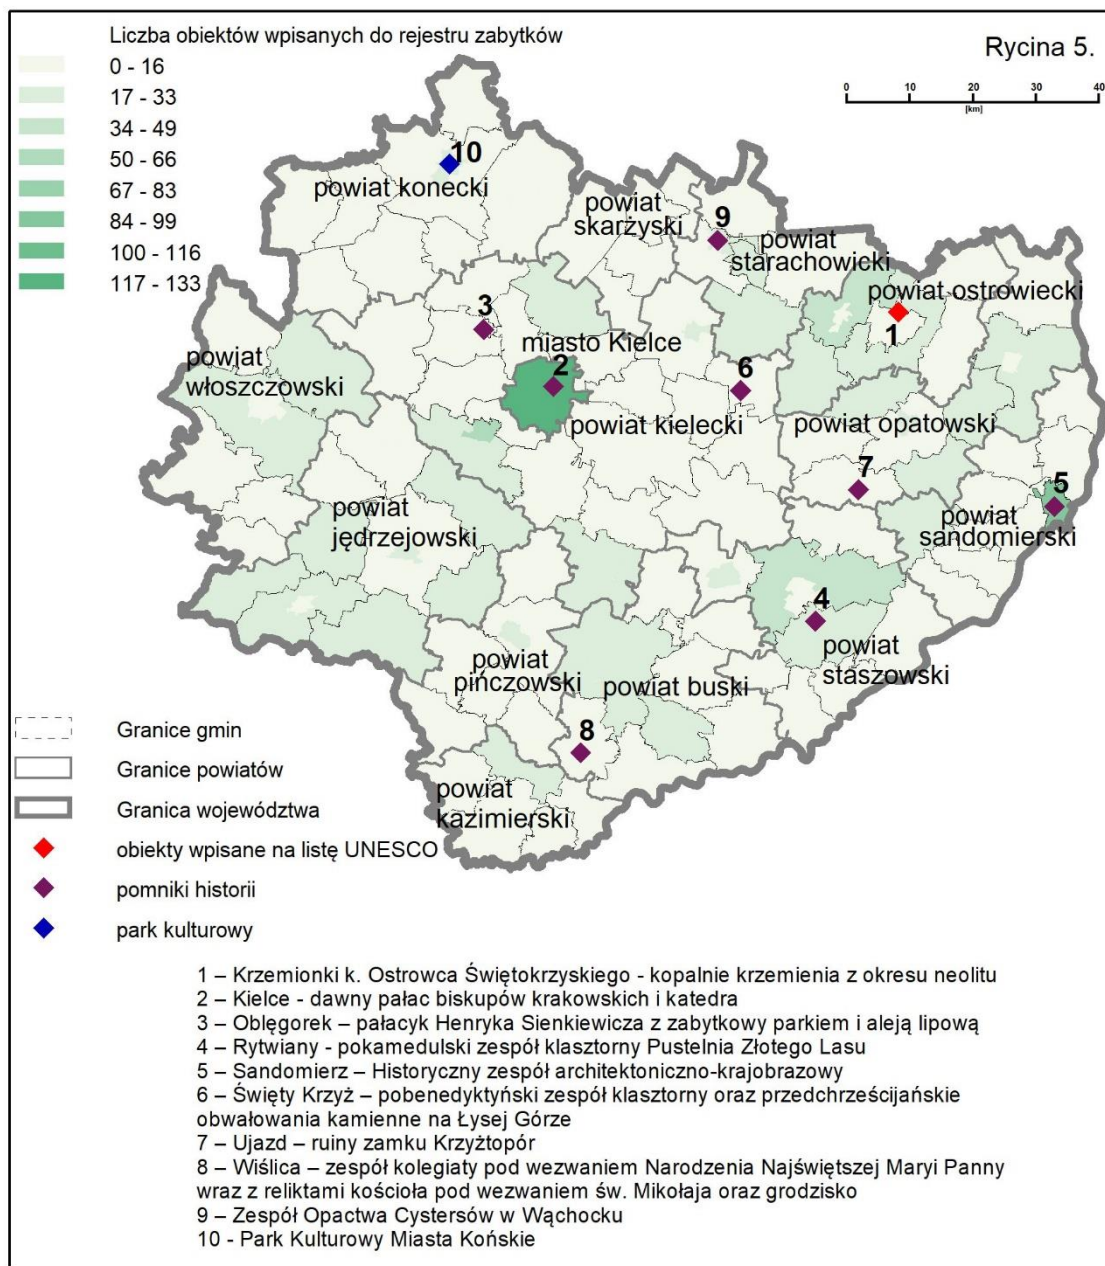 Liczba obiektów wpisanych do rejestru zabytków
0 - 16
17 - 33
34 - 49
50 - 66
67 - 83
84 - 99
100 - 116
117 - 133
Rycina 5.
0 10 20 30 40
[km]
10
powiat konecki
powiat
skarżyski
9
powiat
starachowicki
powiat ostrowiecki
1
3
miasto Kielce
2
6
powiat
włoszczowski
powiat kielecki
powiat opatowski
7
5
powiat
sandomierski
powiat
jędrzejowski
4
powiat
staszowski
powiat
pińczowski
powiat buski
8
powiat
kazimierski
Granice gmin
Granice powiatów
Granica województwa
obiekty wpisane na listę UNESCO
pomniki historii
park kulturowy
1 – Krzemionki k. Ostrowca Świętokrzyskiego - kopalnie krzemienia z okresu neolitu
2 – Kielce - dawny pałac biskupów krakowskich i katedra
3 – Oblęgorek – pałacyk Henryka Sienkiewicza z zabytkowy parkiem i aleją lipową
4 – Rytwiany - pokamedulski zespół klasztorny Pustelnia Złotego Lasu
5 – Sandomierz – Historyczny zespół architektoniczno-krajobrazowy
6 – Święty Krzyż – pobenedyktyński zespół klasztorny oraz przedchrześcijańskie
obwałowania kamienne na Łysej Górze
7 – Ujazd – ruiny zamku Krzyżtopór
8 – Wiślica – zespół kolegiaty pod wezwaniem Narodzenia Najświętszej Maryi Panny
wraz z reliktami kościoła pod wezwaniem św. Mikołaja oraz grodzisko
9 – Zespół Opactwa Cystersów w Wąchocku
10 - Park Kulturowy Miasta Końskie